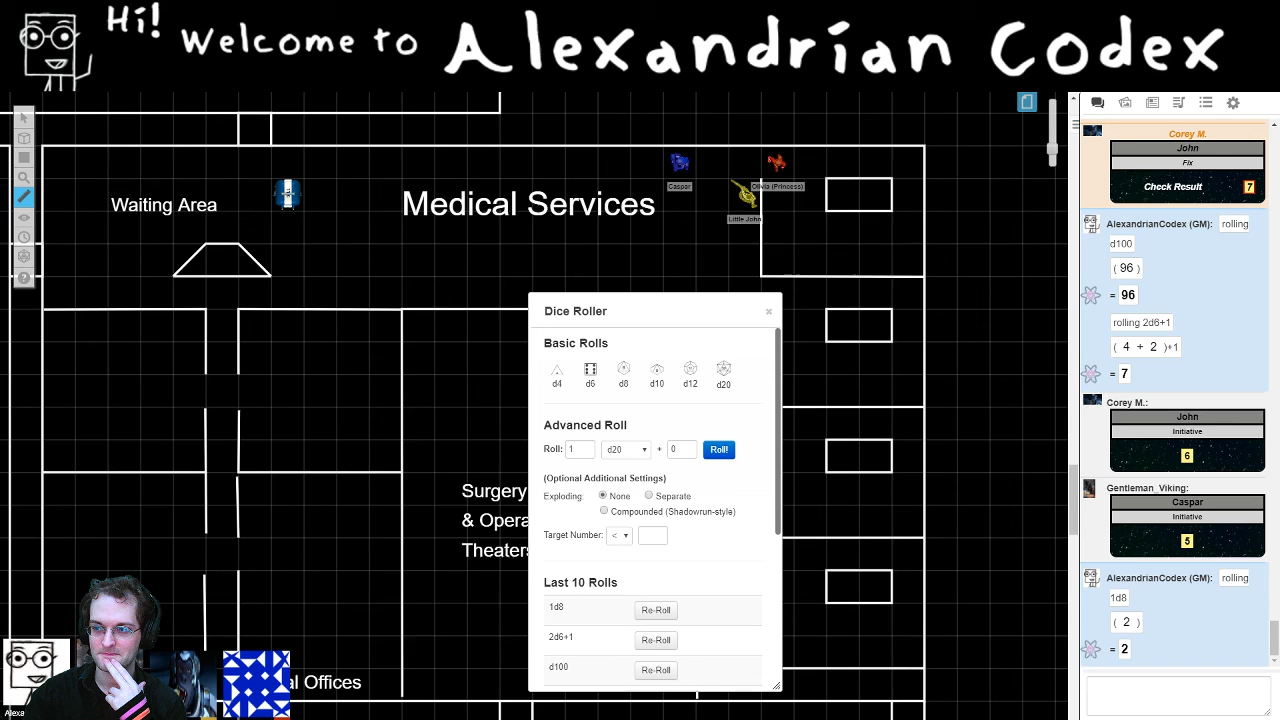 Hi! Welcome to Alexandrian Codex
Waiting Area
Medical Services
Caspar
Olivia (Princess)
Little John
Surgery
& Opera
Theaters
al Offices
Alexa
Dice Roller
×
Basic Rolls
d4 d6 d8 d10 d12 d20
Advanced Roll
Roll: 1 d20 + 0 Roll!
(Optional Additional Settings)
Exploding: None Separate
Compounded (Shadowrun-style)
Target Number: <
Last 10 Rolls
1d8 Re-Roll
2d6+1 Re-Roll
d100 Re-Roll
Corey M.
John
Fix
Check Result 7
AlexandrianCodex (GM): rolling
d100
( 96 )
= 96
rolling 2d6+1
( 4 + 2 )+1
= 7
Corey M.:
John
Initiative
6
Gentleman_Viking:
Caspar
Initiative
5
AlexandrianCodex (GM): rolling
1d8
( 2 )
= 2